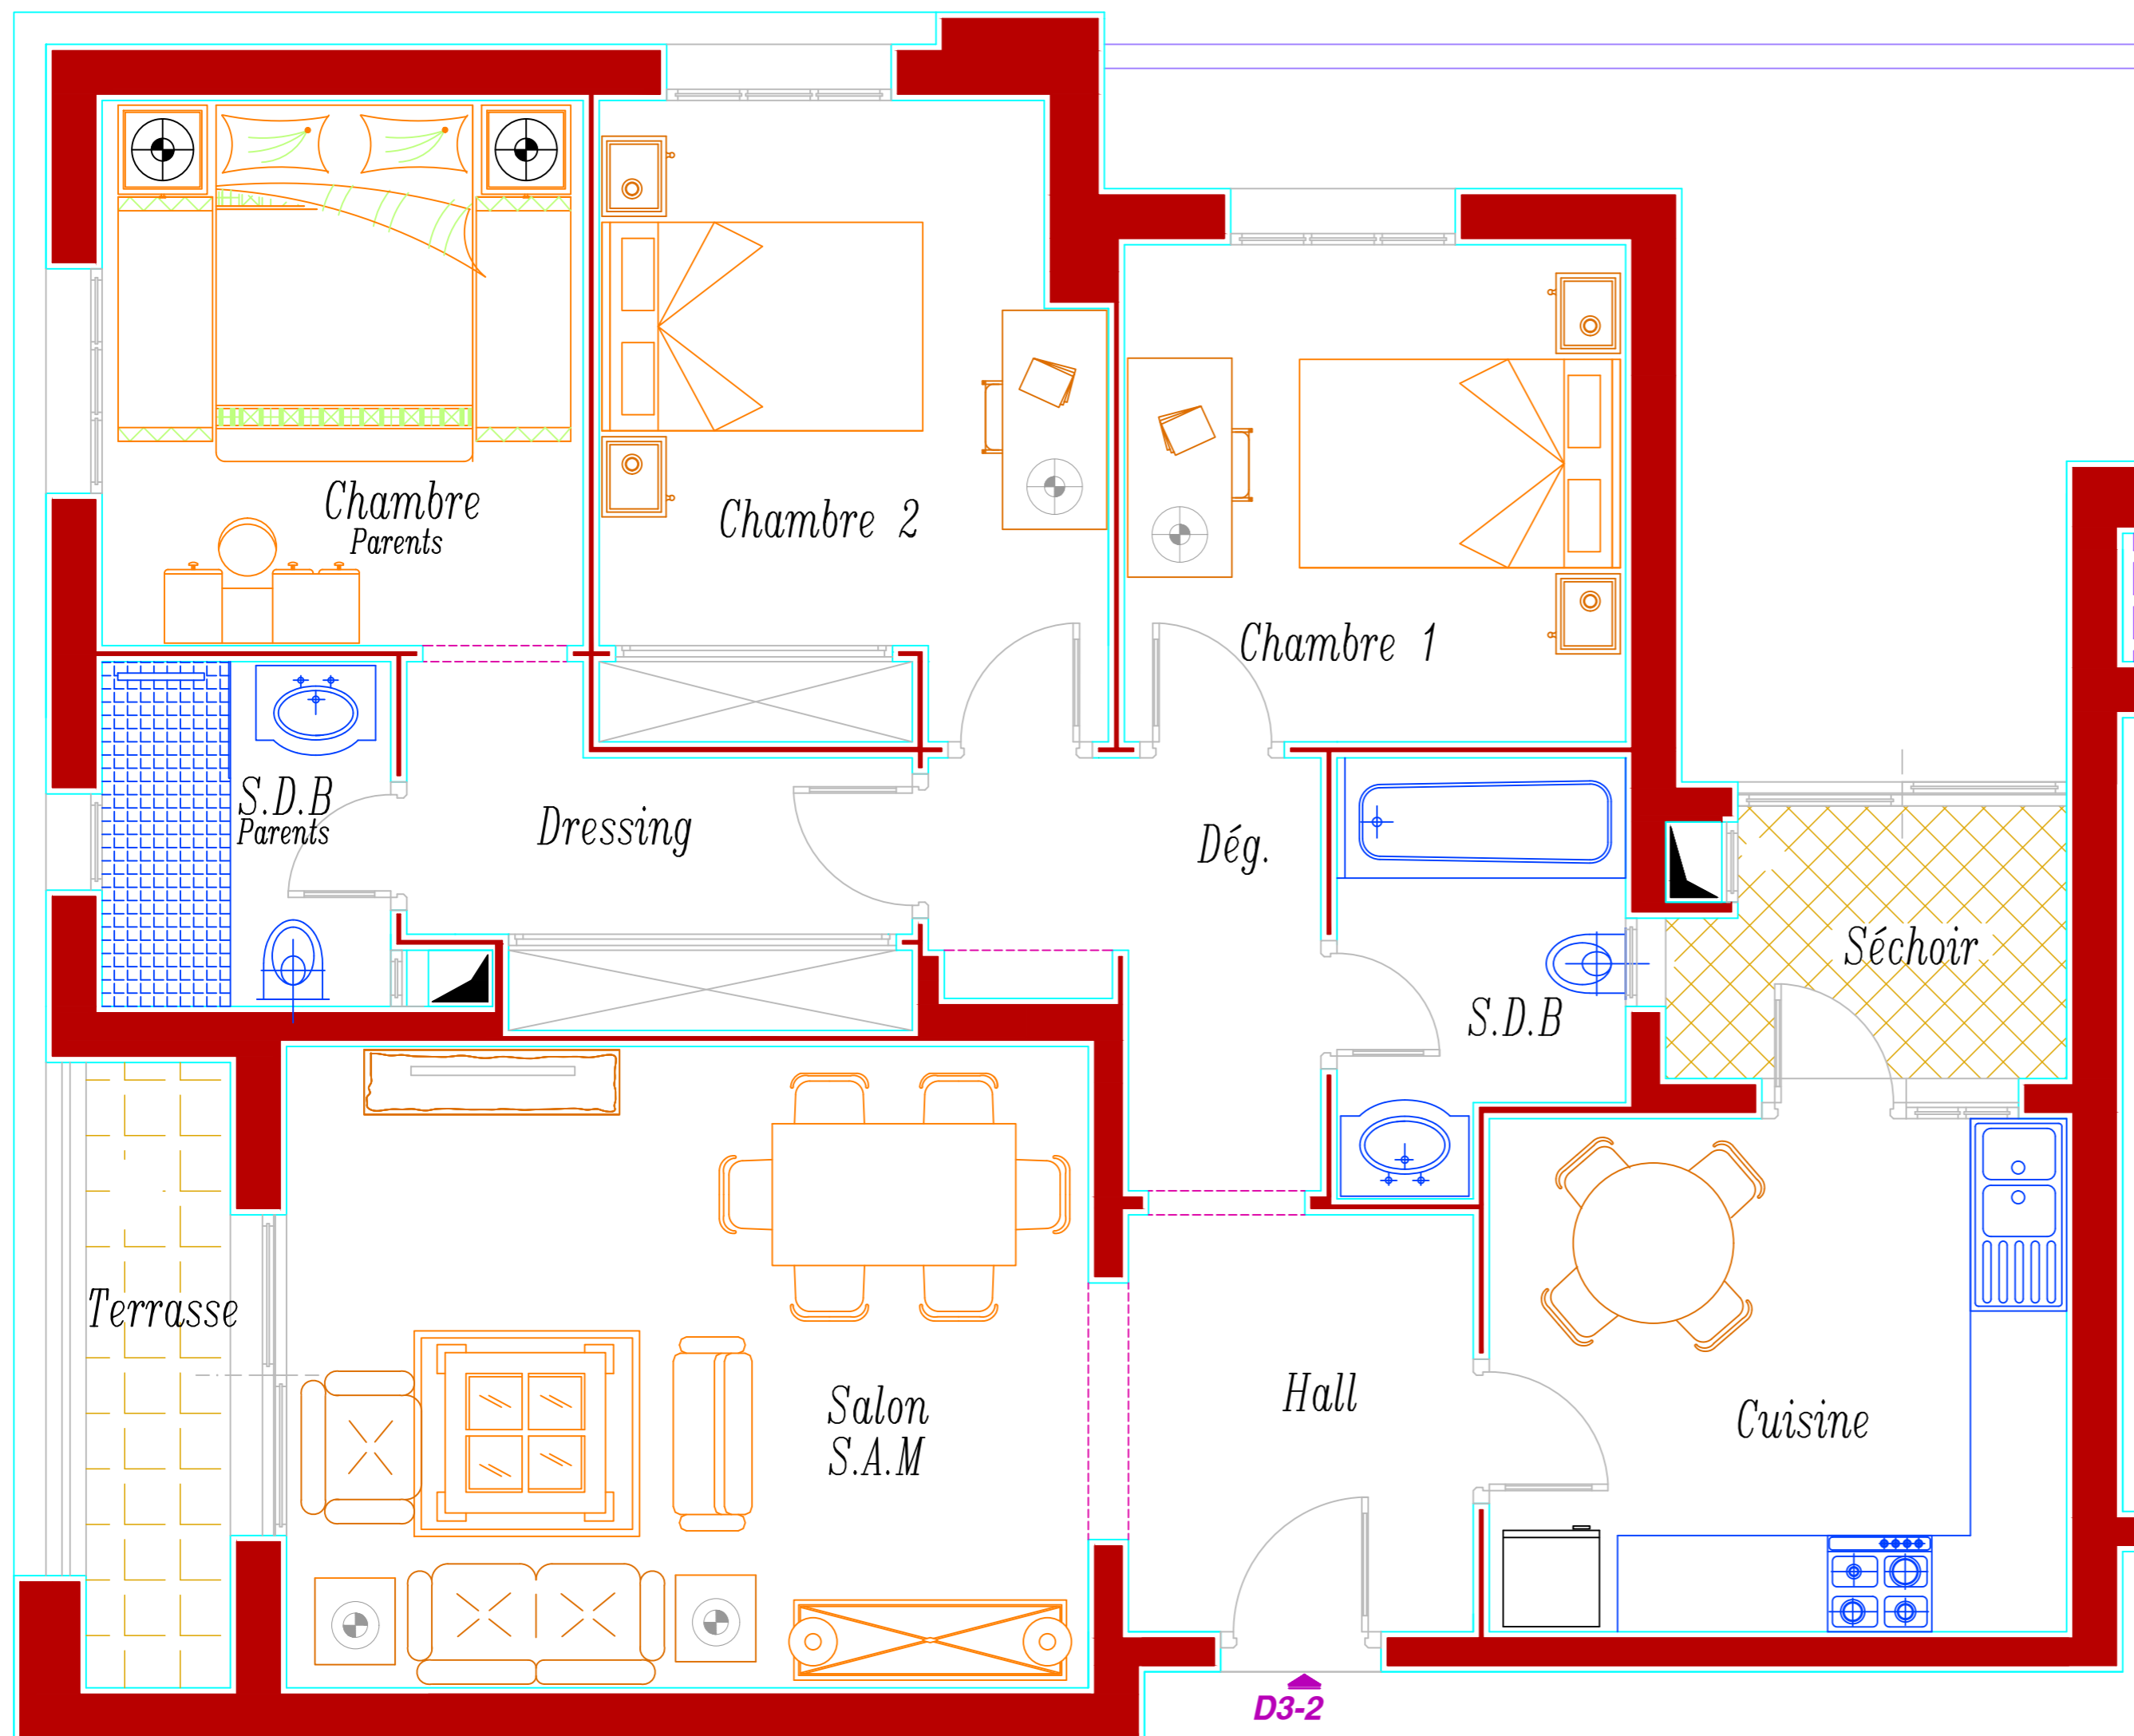 Chambre
Parents
Chambre 2
Chambre 1
S.D.B
Parents
Dressing
Dég.
Séchoir
S.D.B
Terrasse
Salon
S.A.M
Hall
Cuisine
D3-2